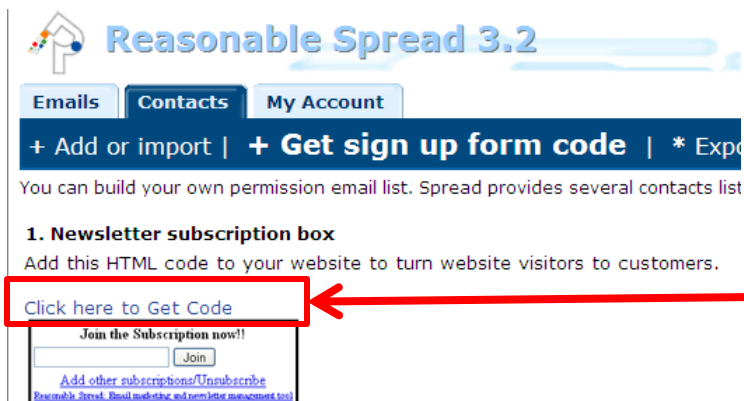 Reasonable Spread 3.2
Emails Contacts My Account
+ Add or import | + Get sign up form code | * Expo
You can build your own permission email list. Spread provides several contacts list
1. Newsletter subscription box
Add this HTML code to your website to turn website visitors to customers.
Click here to Get Code
Join the Subscription now!!
Join
Add other subscriptions/Unsubscribe
Reasonable Spread: Email marketing and newsletter management tool